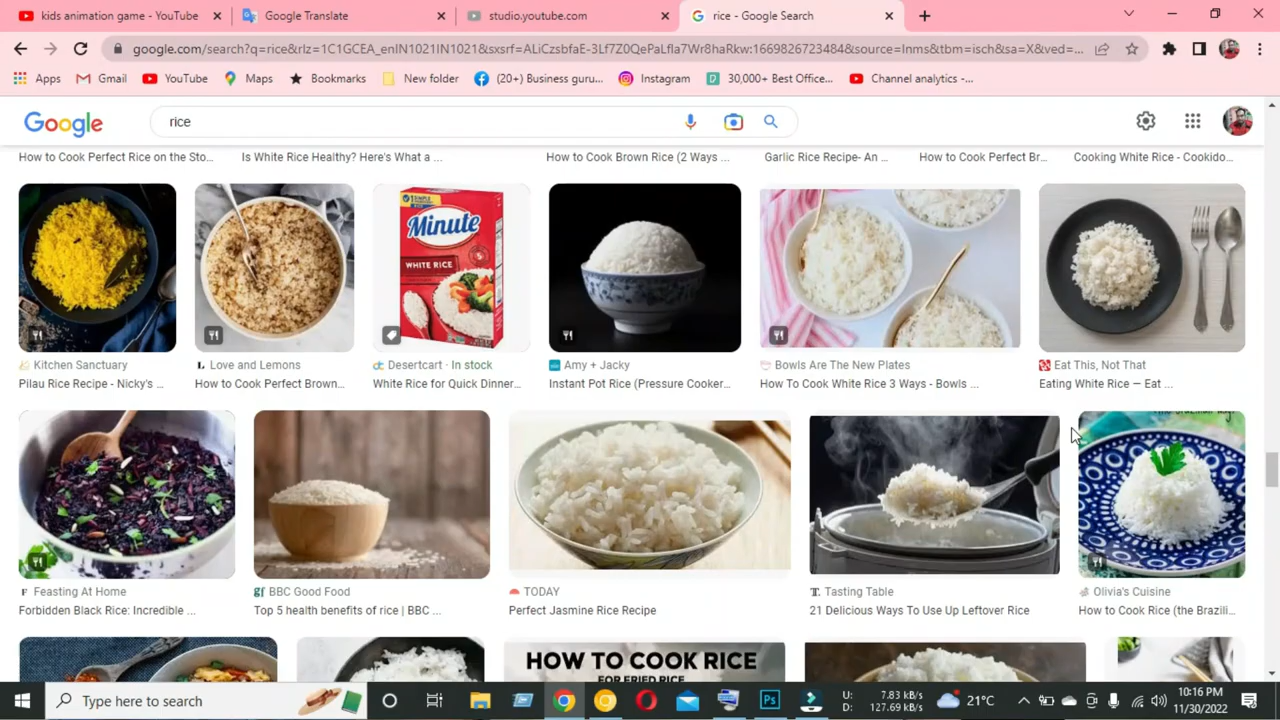 kids animation game - YouTube
Google Translate
studio.youtube.com
rice - Google Search
google.com/search?q=rice&rlz=1C1GCEA_enIN1021IN1021&sxsrf=ALiCzsbfaE-3Lf7Z0QePaLfla7Wr8haRkw:1669826723484&source=lnms&tbm=isch&sa=X&ved=...
Apps
Gmail
YouTube
Maps
Bookmarks
New folder
(20+) Business guru...
Instagram
30,000+ Best Office...
Channel analytics -...
Google
rice
How to Cook Perfect Rice on the Sto...
Is White Rice Healthy? Here's What a ...
How to Cook Brown Rice (2 Ways ...
Garlic Rice Recipe- An ...
How to Cook Perfect Br...
Cooking White Rice - Cookido...
Minute
WHITE RICE
Kitchen Sanctuary
Pilau Rice Recipe - Nicky's ...
L Love and Lemons
How to Cook Perfect Brown...
Desertcart · In stock
White Rice for Quick Dinner...
Amy + Jacky
Instant Pot Rice (Pressure Cooker...
Bowls Are The New Plates
How To Cook White Rice 3 Ways - Bowls ...
Eat This, Not That
Eating White Rice — Eat ...
F Feasting At Home
Forbidden Black Rice: Incredible ...
gf BBC Good Food
Top 5 health benefits of rice | BBC ...
TODAY
Perfect Jasmine Rice Recipe
T. Tasting Table
21 Delicious Ways To Use Up Leftover Rice
Olivia's Cuisine
How to Cook Rice (the Brazili...
HOW TO COOK RICE
FOR FRIED RICE
Type here to search
Ps
U: 7.83 kB/s
D: 127.69 kB/s
21°C
10:16 PM
11/30/2022